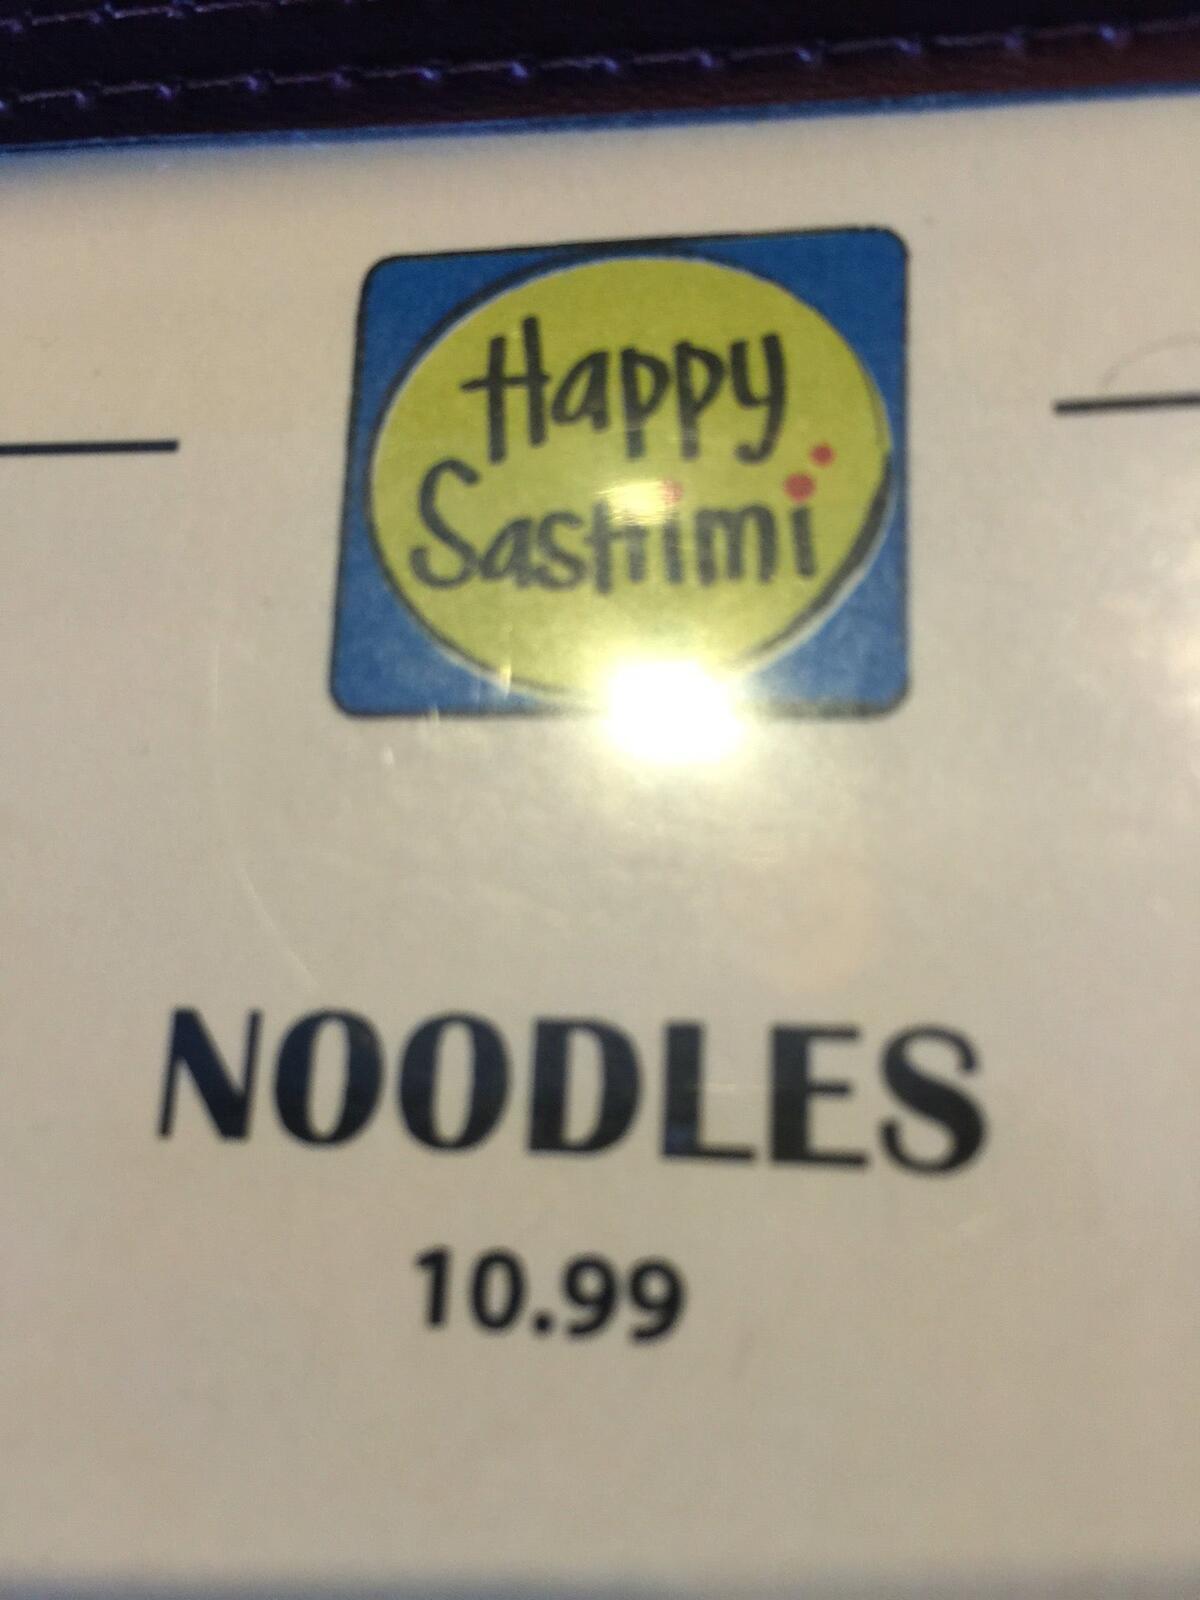 Happy
Sashimi
NOODLES
10.99